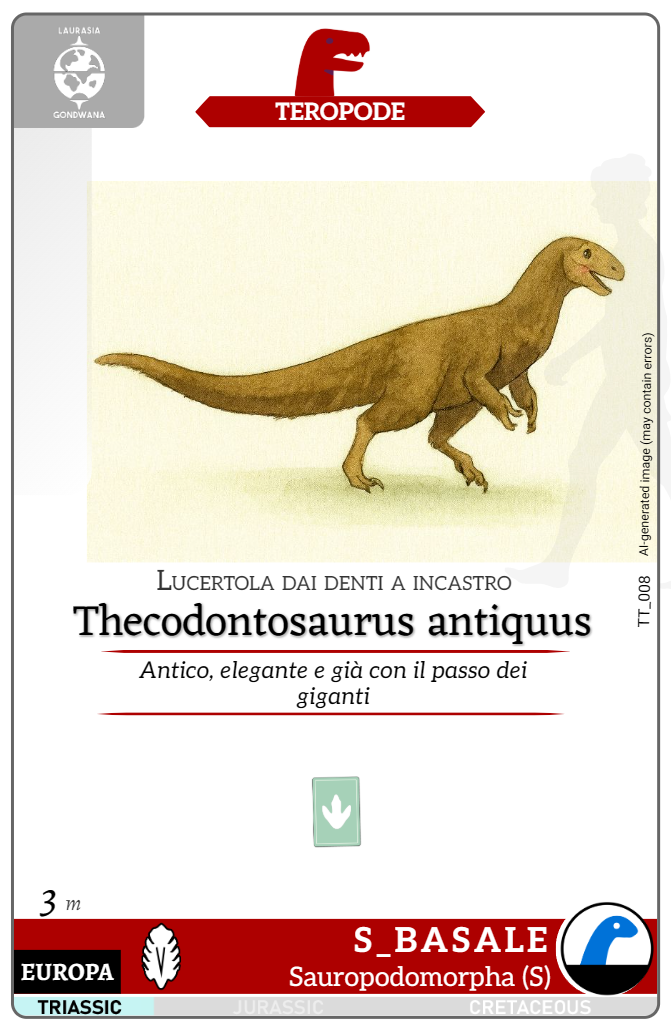 LAURASIA
GONDWANA
TEROPODE
AI-generated image (may contain errors)
TT_008
Lucertola dai denti a incastro
Thecodontosaurus antiquus
Antico, elegante e già con il passo dei
giganti
3 m
S_BASALE
EUROPA
Sauropodomorpha (S)
TRIASSIC JURASSIC CRETACEOUS